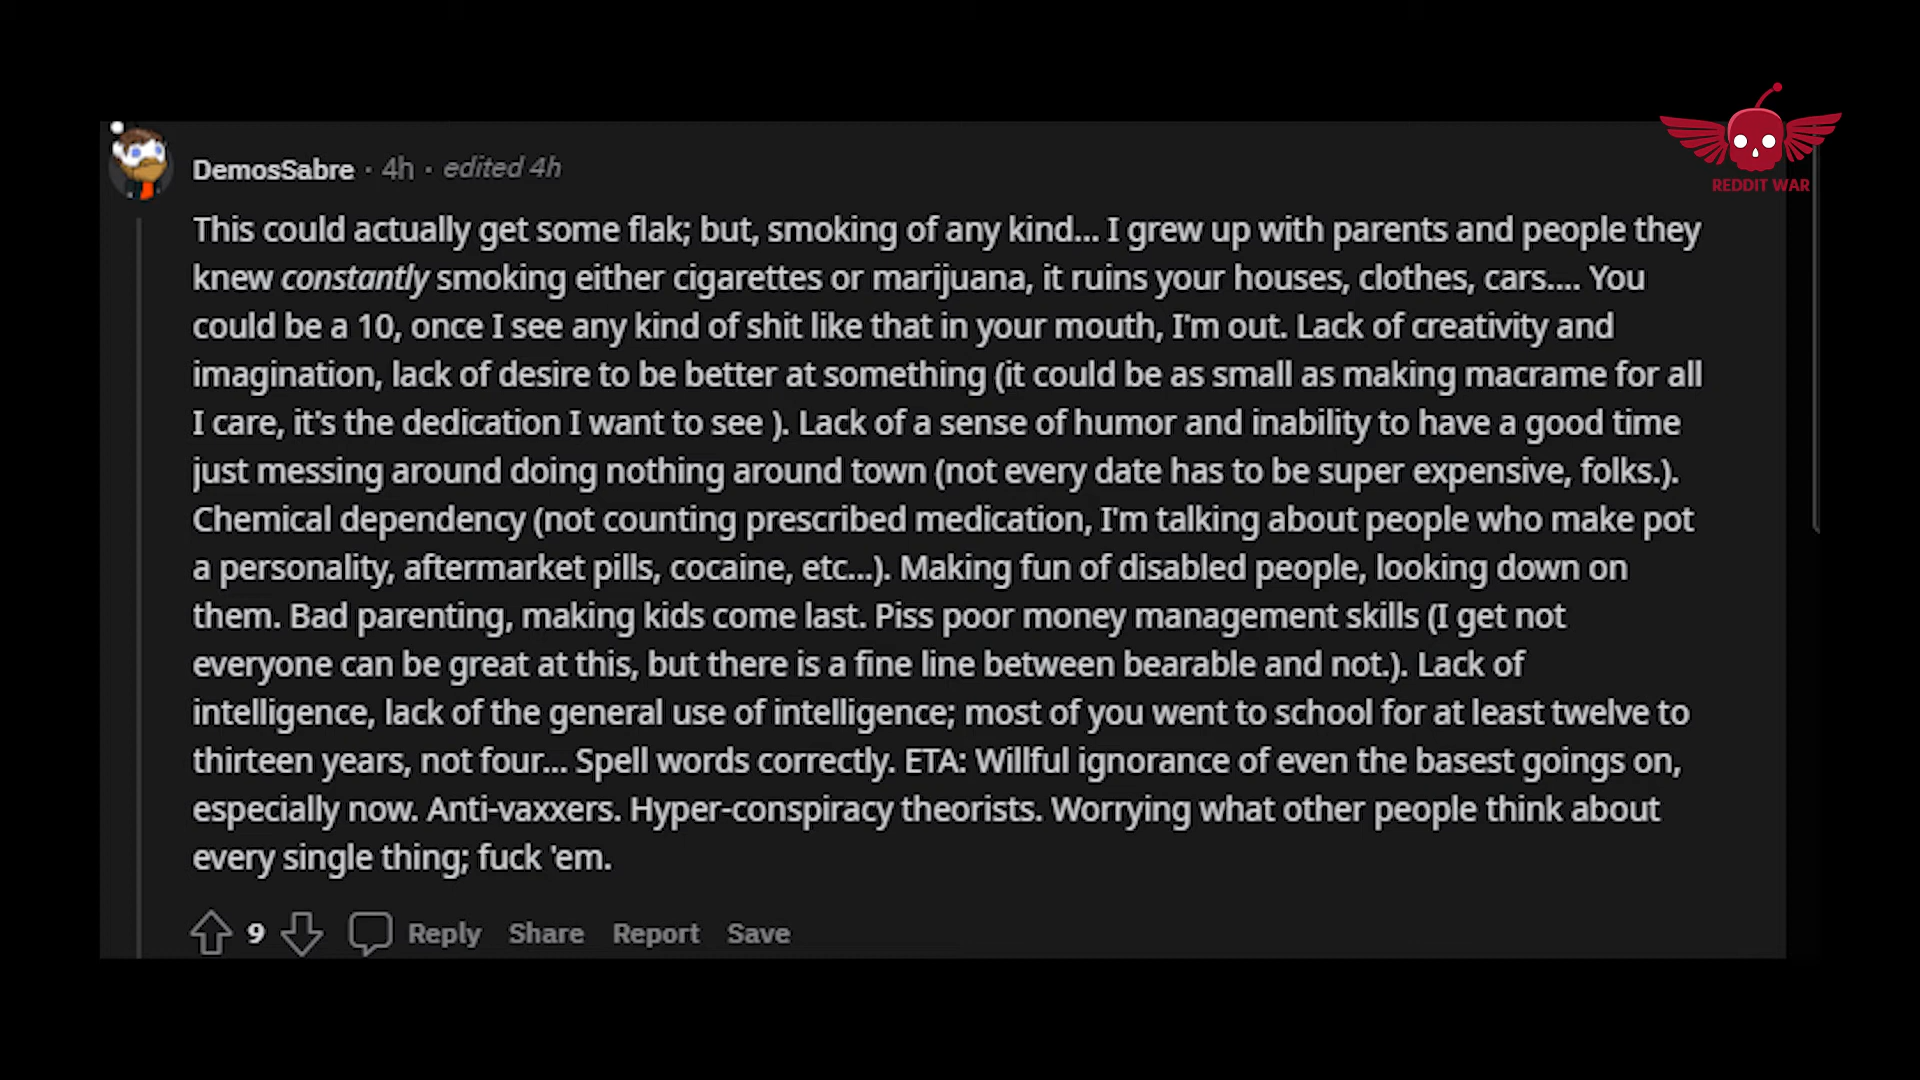 DemosSabre · 4h · edited 4h
REDDIT WAR
This could actually get some flak; but, smoking of any kind... I grew up with parents and people they
knew constantly smoking either cigarettes or marijuana, it ruins your houses, clothes, cars.... You
could be a 10, once I see any kind of shit like that in your mouth, I'm out. Lack of creativity and
imagination, lack of desire to be better at something (it could be as small as making macrame for all
I care, it's the dedication I want to see ). Lack of a sense of humor and inability to have a good time
just messing around doing nothing around town (not every date has to be super expensive, folks.).
Chemical dependency (not counting prescribed medication, I'm talking about people who make pot
a personality, aftermarket pills, cocaine, etc...). Making fun of disabled people, looking down on
them. Bad parenting, making kids come last. Piss poor money management skills (I get not
everyone can be great at this, but there is a fine line between bearable and not.). Lack of
intelligence, lack of the general use of intelligence; most of you went to school for at least twelve to
thirteen years, not four... Spell words correctly. ETA: Willful ignorance of even the basest goings on,
especially now. Anti-vaxxers. Hyper-conspiracy theorists. Worrying what other people think about
every single thing; fuck 'em.
9 Reply Share Report Save